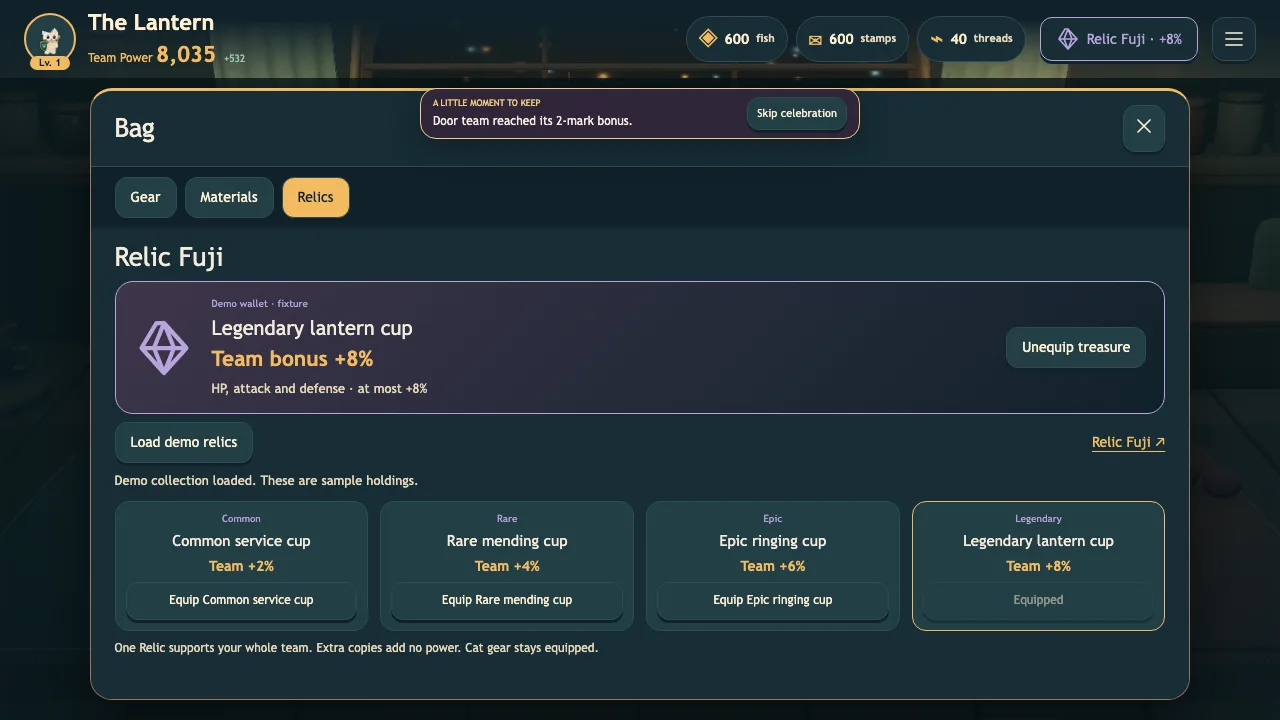 The Lantern
Team Power 8,035 +532
Lv. 1
600 fish
600 stamps
40 threads
Relic Fuji · +8%
A LITTLE MOMENT TO KEEP
Door team reached its 2-mark bonus.
Skip celebration
Bag
Gear
Materials
Relics
Relic Fuji
Demo wallet · fixture
Legendary lantern cup
Team bonus +8%
HP, attack and defense · at most +8%
Unequip treasure
Load demo relics
Relic Fuji ↗
Demo collection loaded. These are sample holdings.
Common
Common service cup
Team +2%
Equip Common service cup
Rare
Rare mending cup
Team +4%
Equip Rare mending cup
Epic
Epic ringing cup
Team +6%
Equip Epic ringing cup
Legendary
Legendary lantern cup
Team +8%
Equipped
One Relic supports your whole team. Extra copies add no power. Cat gear stays equipped.